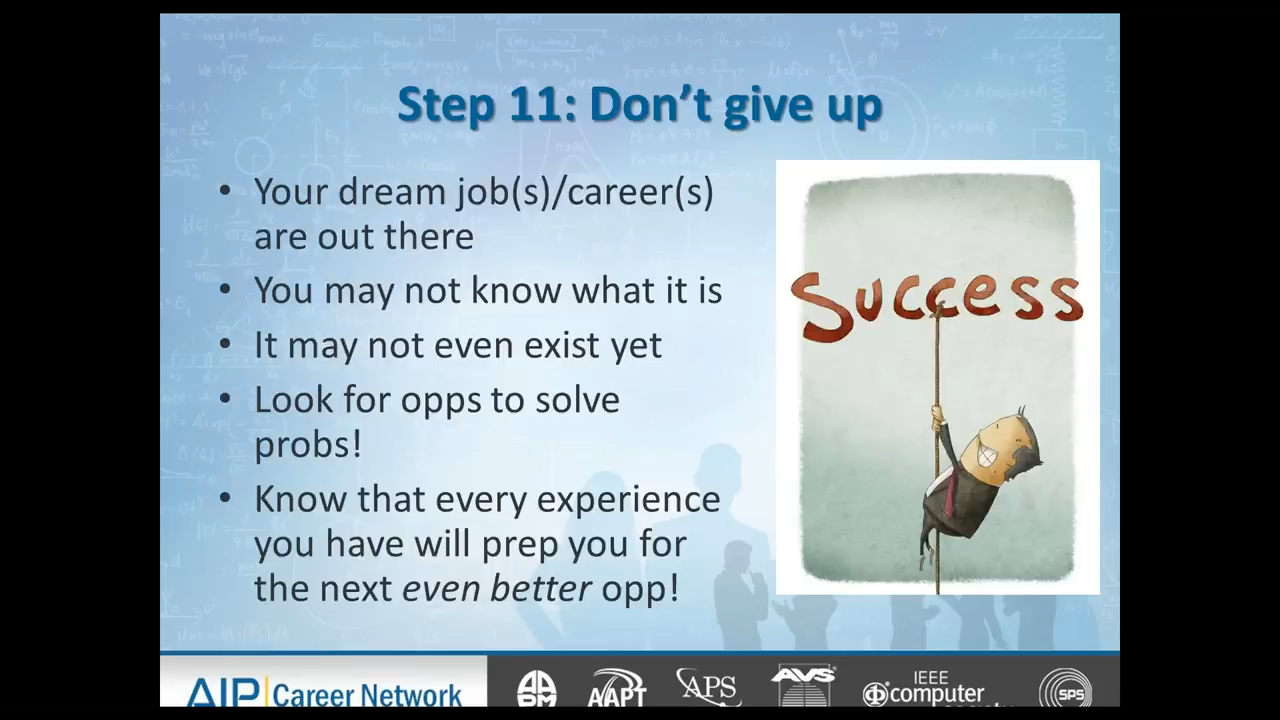 Step 11: Don’t give up
• Your dream job(s)/career(s)
are out there
• You may not know what it is
• It may not even exist yet
• Look for opps to solve
probs!
• Know that every experience
you have will prep you for
the next even better opp!
Success
AIP | Career Network
AAPT
APS
AVS
IEEE
computer
society
SPS